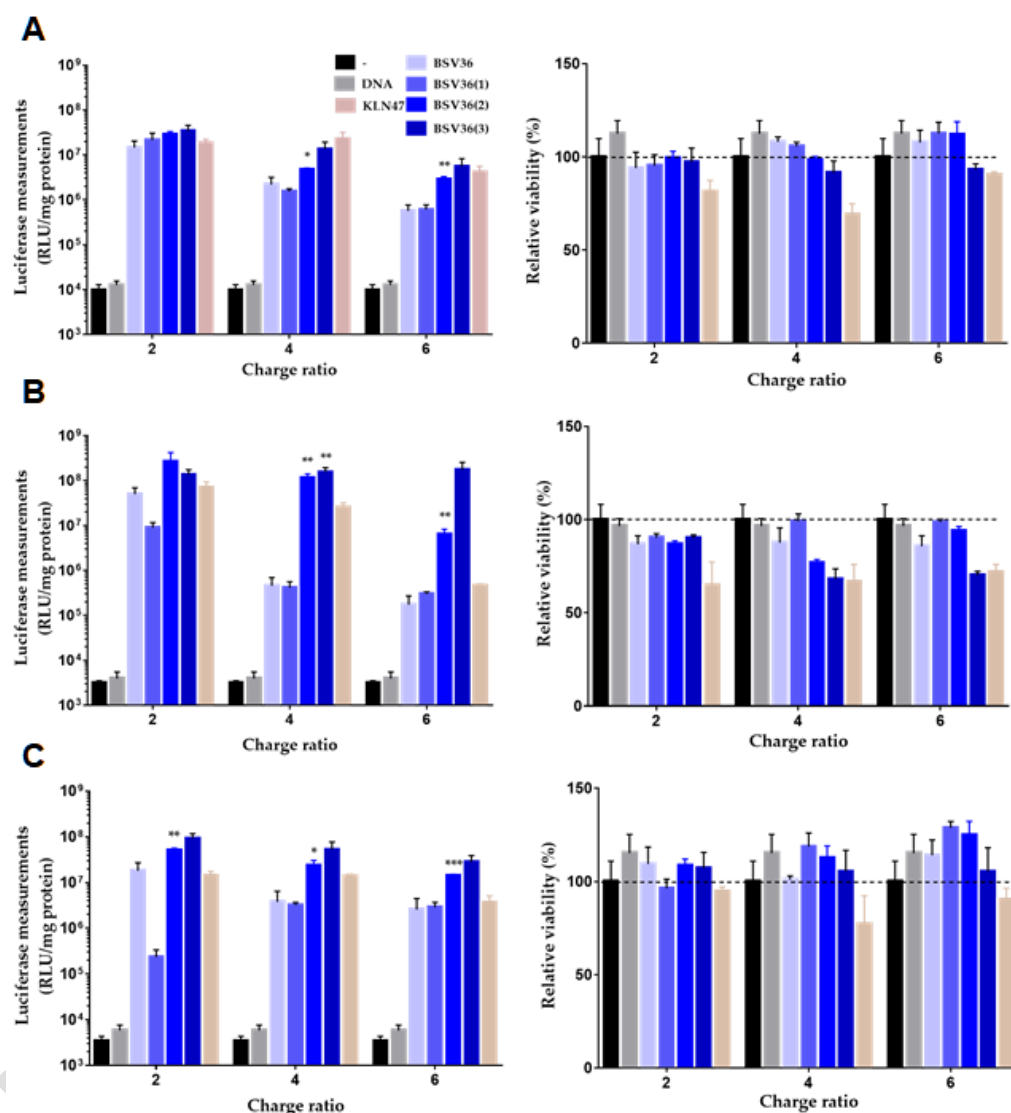 A
Luciferase measurements
(RLU/mg protein)
10⁹
10⁸
10⁷
10⁶
10⁵
10⁴
10³
-
DNA
KLN47
BSV36
BSV36(1)
BSV36(2)
BSV36(3)
*
**
2 4 6
Charge ratio
Relative viability (%)
150
100
50
0
2 4 6
Charge ratio
B
Luciferase measurements
(RLU/mg protein)
10⁹
10⁸
10⁷
10⁶
10⁵
10⁴
10³
** **
**
2 4 6
Charge ratio
Relative viability (%)
150
100
50
0
2 4 6
Charge ratio
C
Luciferase measurements
(RLU/mg protein)
10⁹
10⁸
10⁷
10⁶
10⁵
10⁴
10³
**
*
***
2 4 6
Charge ratio
Relative viability (%)
150
100
50
0
2 4 6
Charge ratio